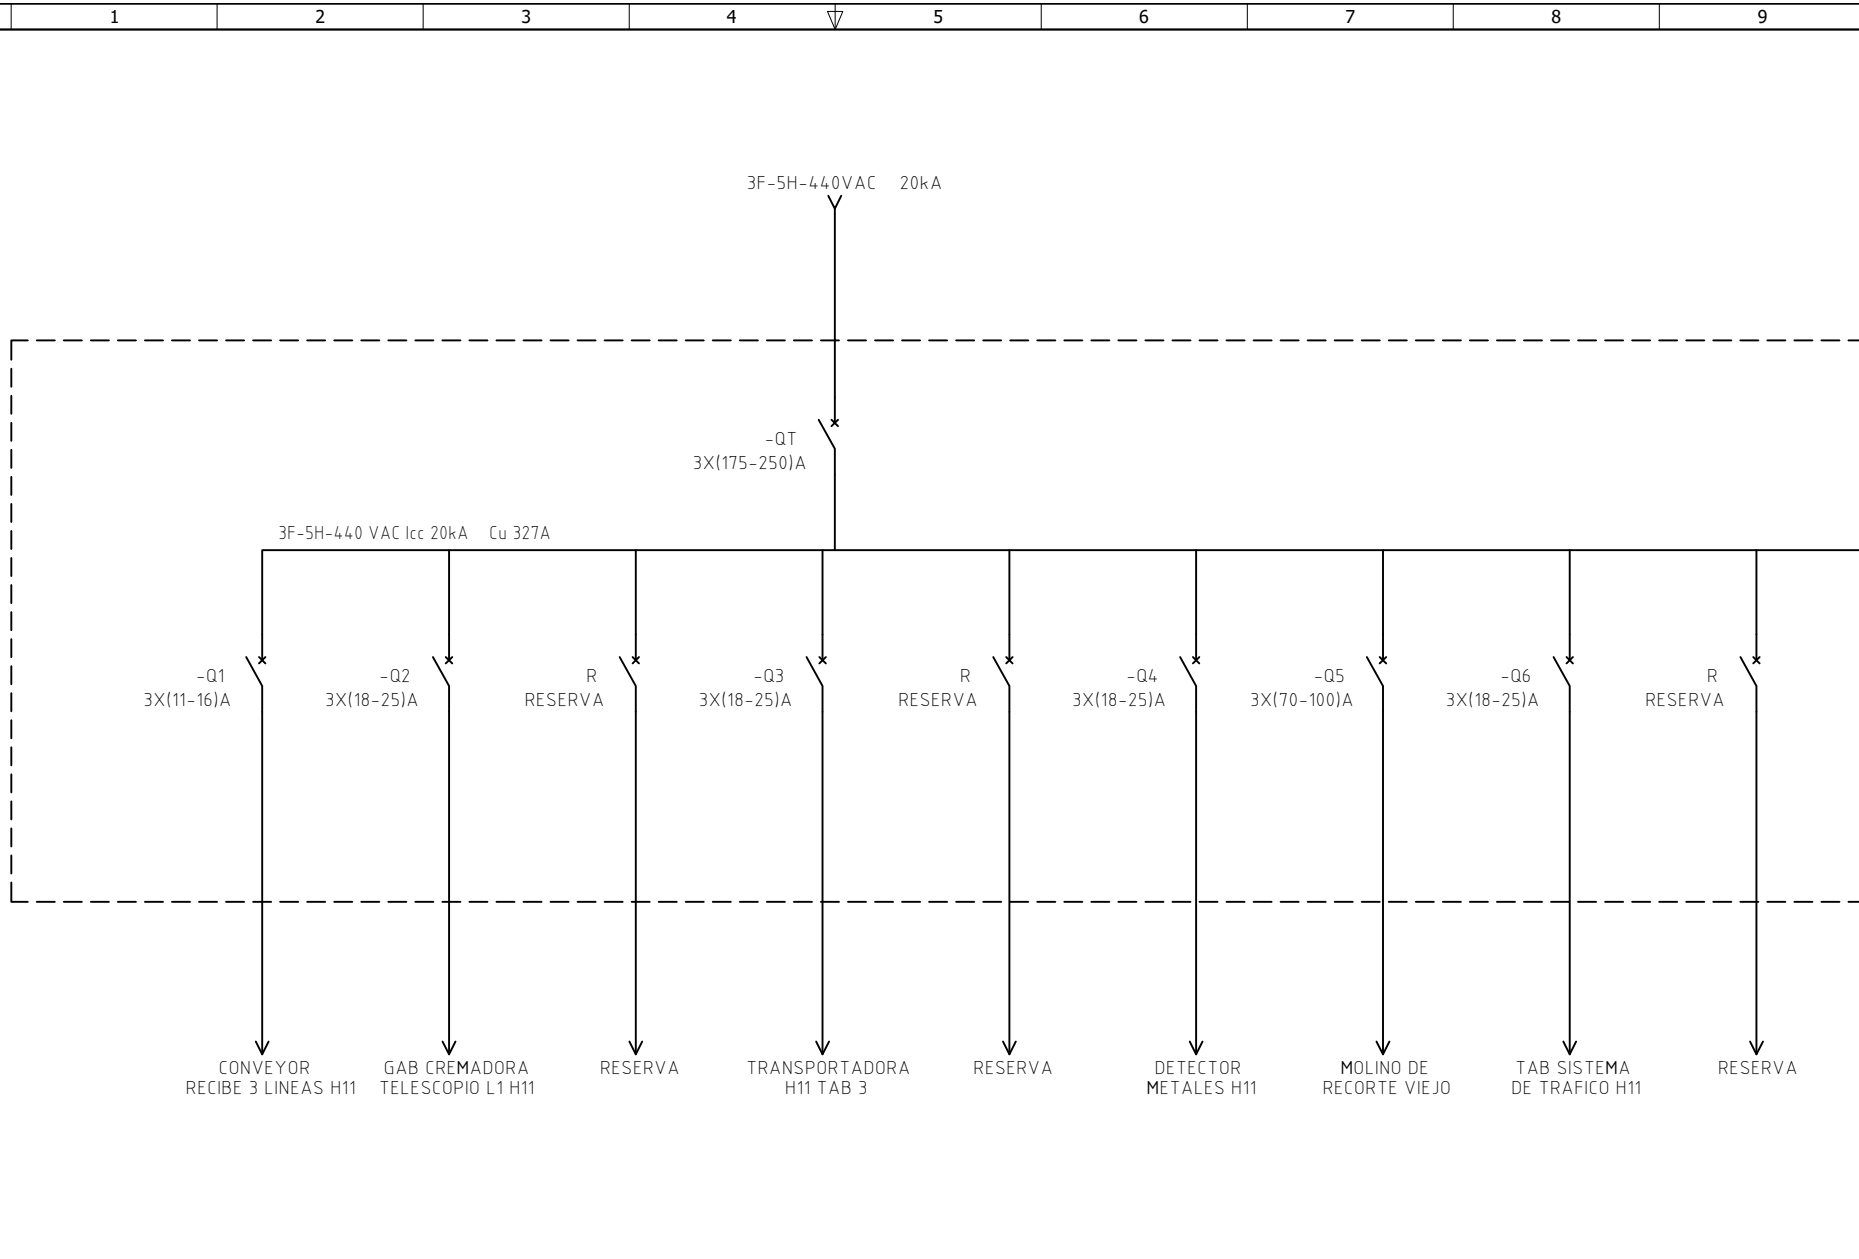 1 2 3 4 5 6 7 8 9
3F-5H-440VAC 20kA
-QT
3X(175-250)A
3F-5H-440 VAC Icc 20kA Cu 327A
-Q1
3X(11-16)A
-Q2
3X(18-25)A
R
RESERVA
-Q3
3X(18-25)A
R
RESERVA
-Q4
3X(18-25)A
-Q5
3X(70-100)A
-Q6
3X(18-25)A
R
RESERVA
CONVEYOR
RECIBE 3 LINEAS H11
GAB CREMADORA
TELESCOPIO L1 H11
RESERVA
TRANSPORTADORA
H11 TAB 3
RESERVA
DETECTOR
METALES H11
MOLINO DE
RECORTE VIEJO
TAB SISTEMA
DE TRAFICO H11
RESERVA